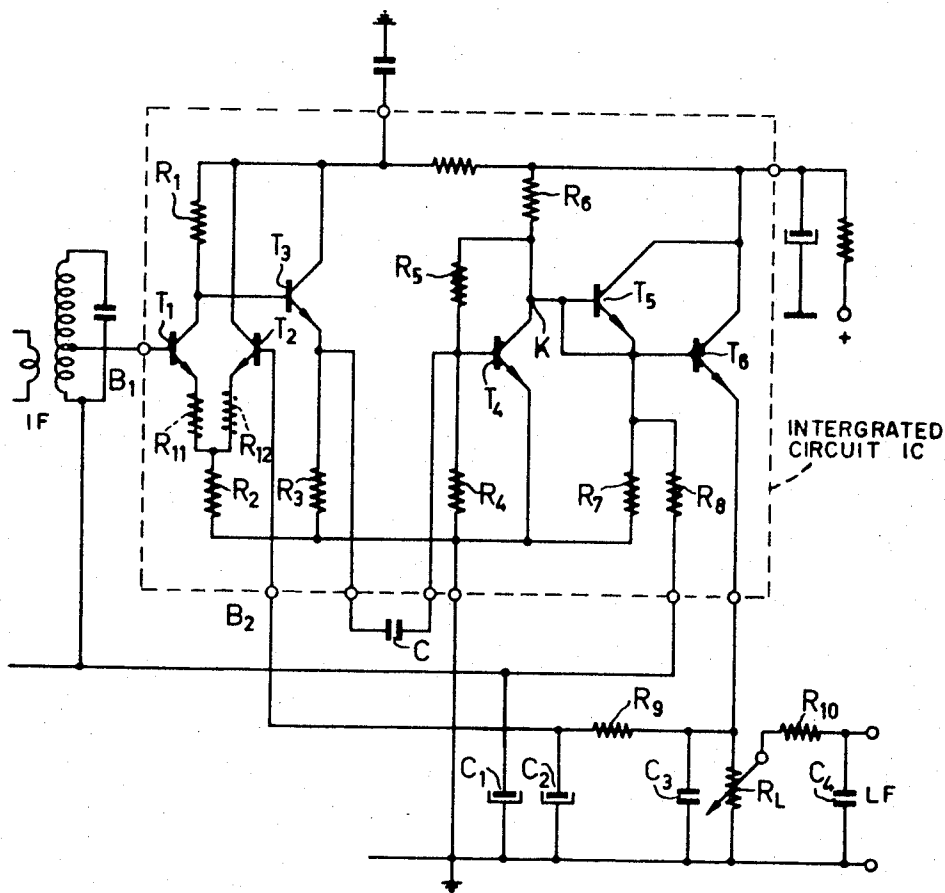 R1
R6
T3
R5
T5
T1
T2
K
T6
B1
T4
IF
+
INTERGRATED
CIRCUIT IC
R11
R12
R2
R3
R4
R7
R8
B2
C
R9
R10
C1
C2
C3
RL
C4
LF